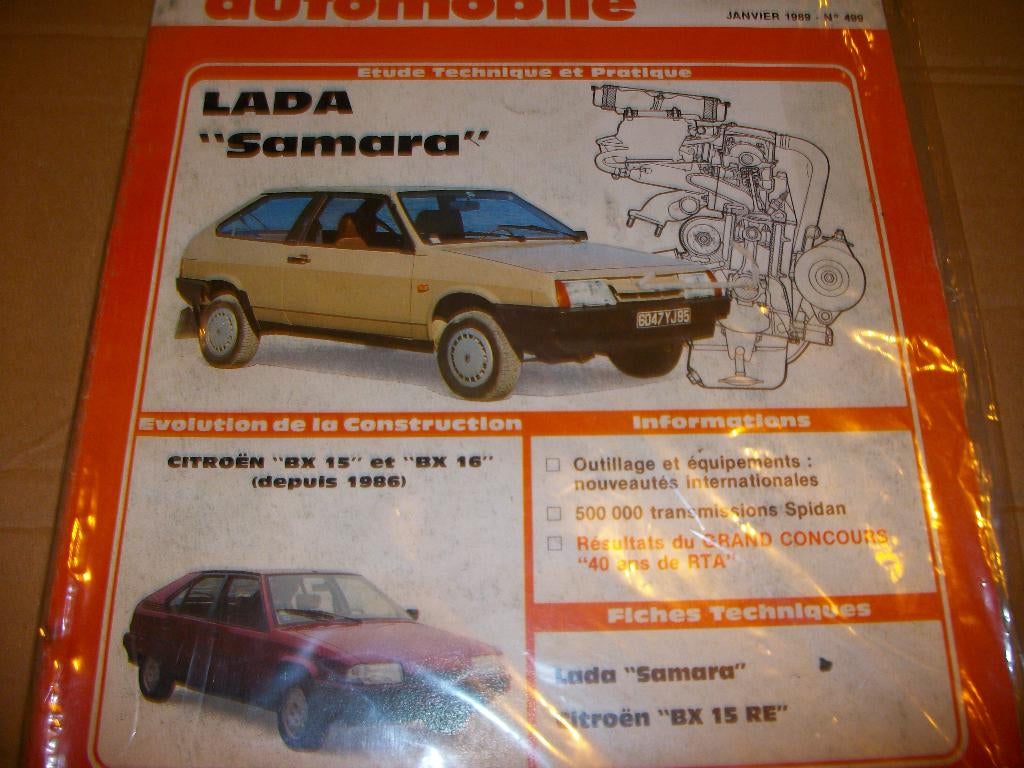 automobile
JANVIER 1989 - N° 499
Etude Technique et Pratique
LADA
"Samara"
6047YJ95
Evolution de la Construction
CITROËN "BX 15" et "BX 16"
(depuis 1986)
Informations
Outillage et équipements :
nouveautés internationales
500 000 transmissions Spidan
Résultats du GRAND CONCOURS
"40 ans de RTA"
Fiches Techniques
Lada "Samara"
Citroën "BX 15 RE"